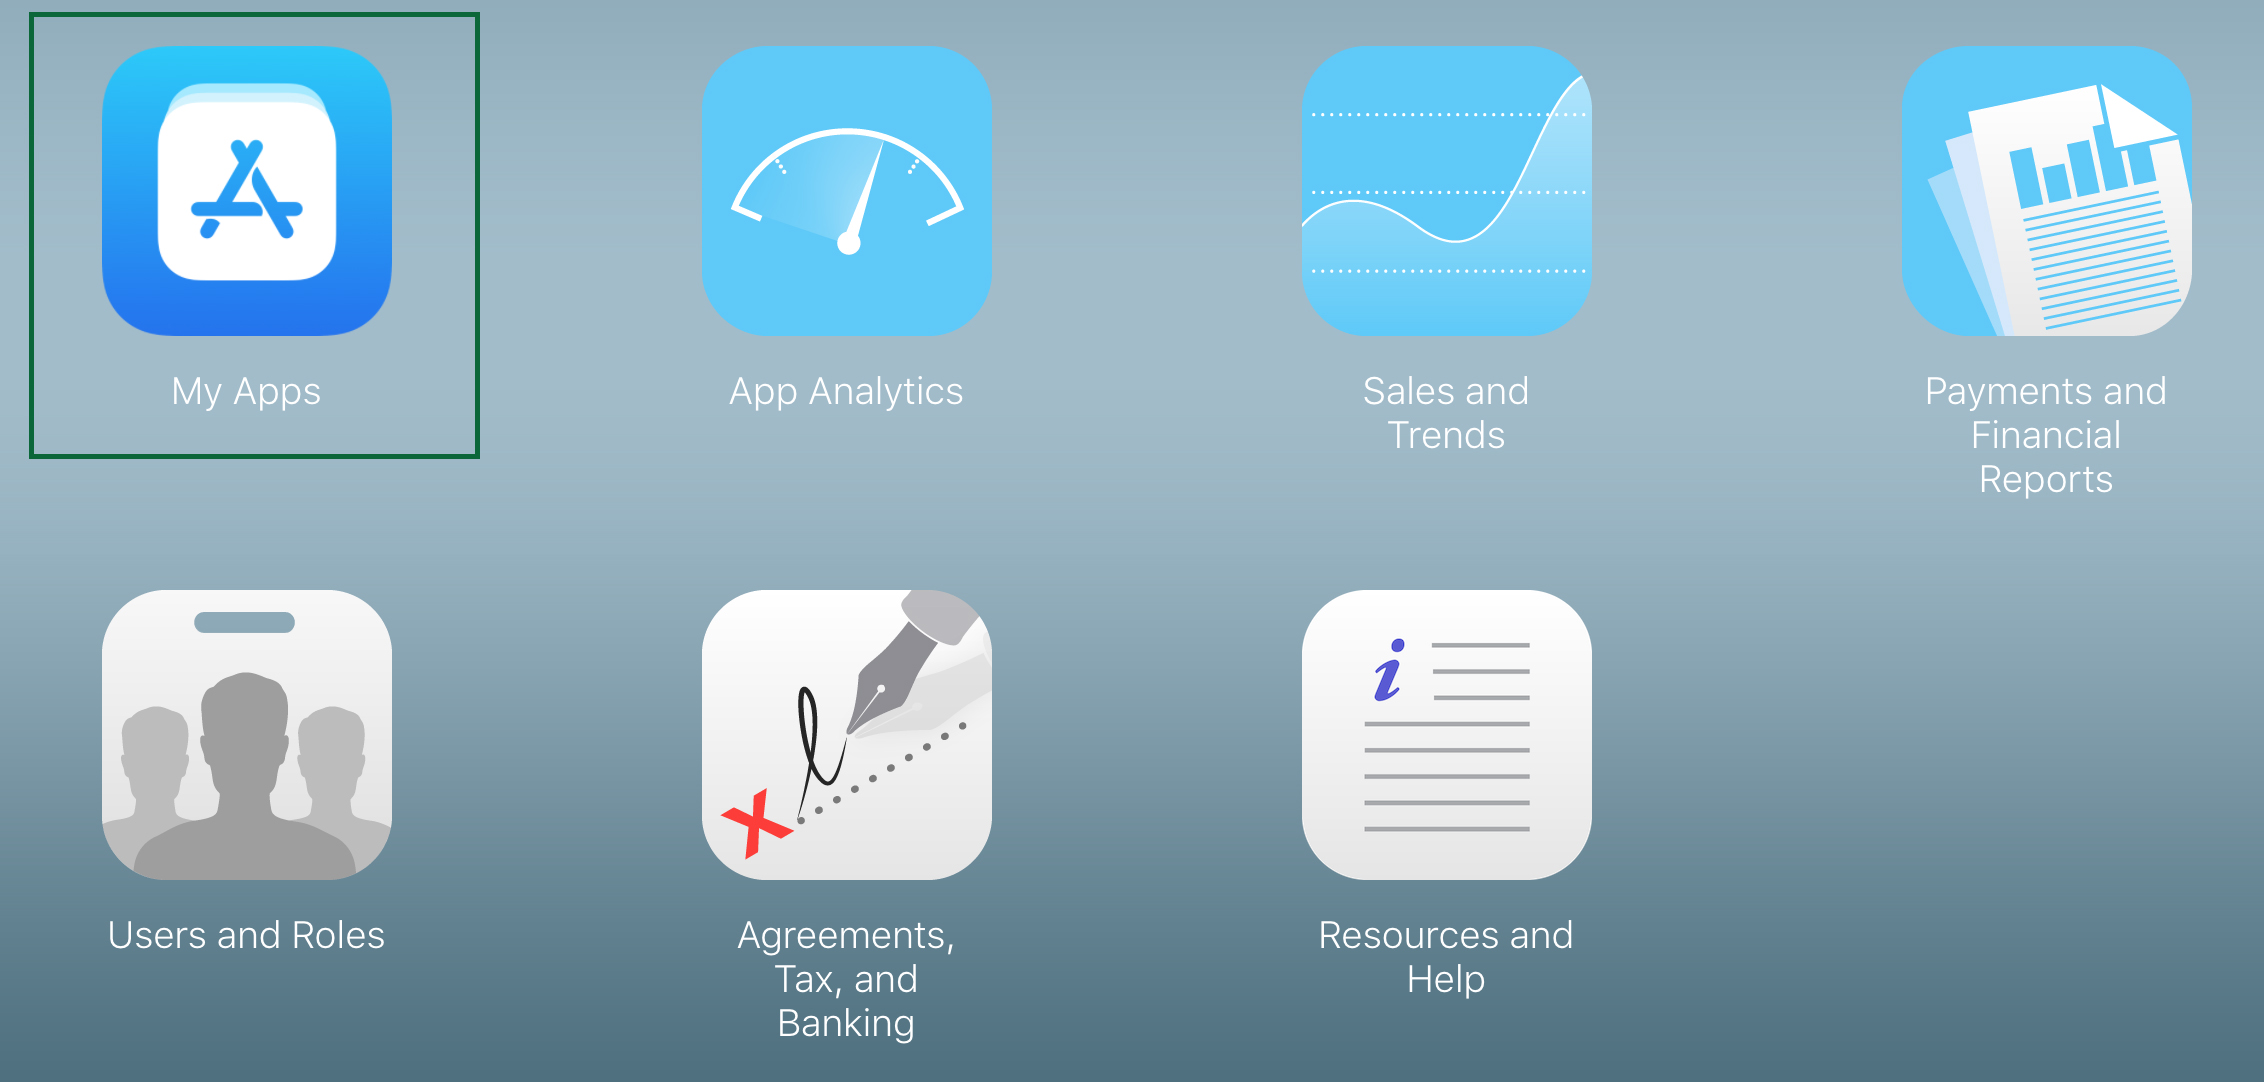 My Apps
App Analytics
Sales and
Trends
Payments and
Financial
Reports
Users and Roles
Agreements,
Tax, and
Banking
Resources and
Help